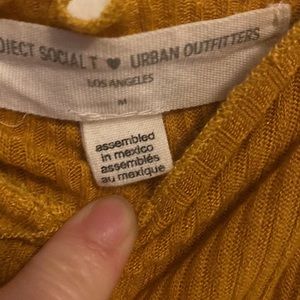 OJECT SOCIAL T ♥ URBAN OUTFITTERS
LOS ANGELES
M
assembled
in mexico
assemblés
au mexique